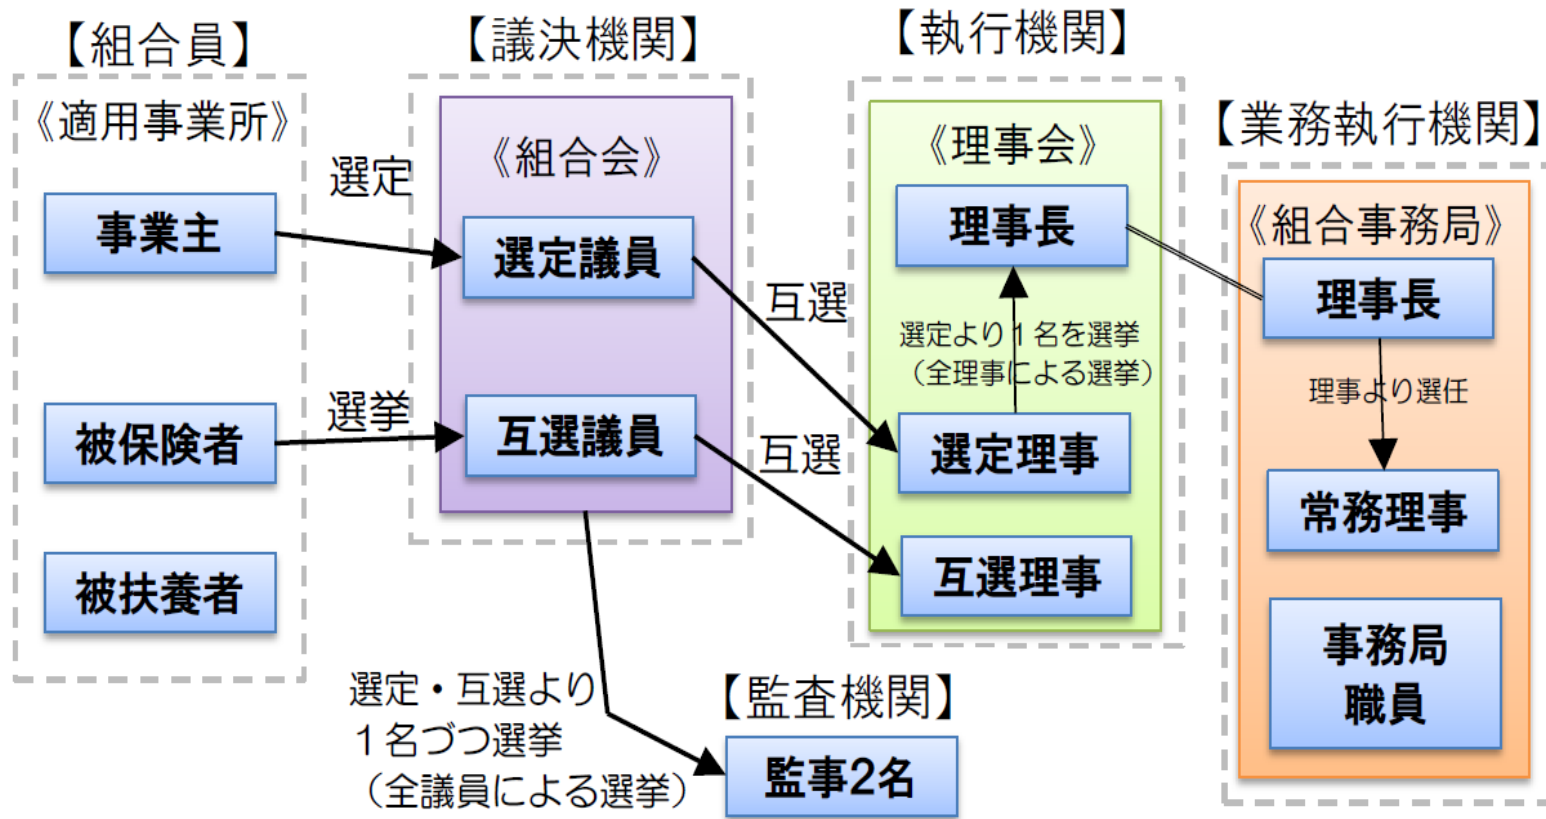 【組合員】
《適用事業所》
事業主
被保険者
被扶養者
選定
選挙
【議決機関】
《組合会》
選定議員
互選議員
互選
互選
選定・互選より
１名づつ選挙
（全議員による選挙）
【監査機関】
監事2名
【執行機関】
《理事会》
理事長
選定より１名を選挙
（全理事による選挙）
選定理事
互選理事
【業務執行機関】
《組合事務局》
理事長
理事より選任
常務理事
事務局
職員